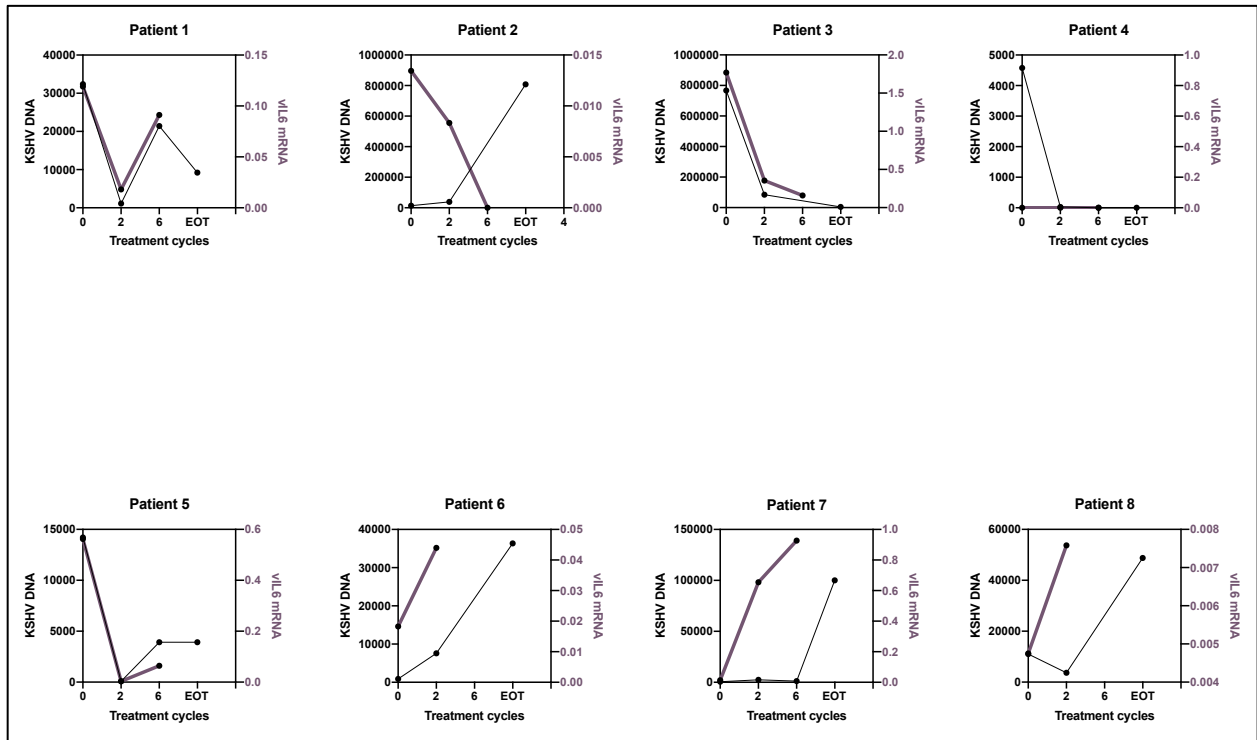 Patient 1
40000
30000
20000
10000
0
KSHV DNA
0.15
0.10
0.05
0.00
vIL6 mRNA
0 2 6 EOT
Treatment cycles
Patient 2
1000000
800000
600000
400000
200000
0
KSHV DNA
0.015
0.010
0.005
0.000
vIL6 mRNA
0 2 6 EOT 4
Treatment cycles
Patient 3
1000000
800000
600000
400000
200000
0
KSHV DNA
2.0
1.5
1.0
0.5
0.0
vIL6 mRNA
0 2 6 EOT
Treatment cycles
Patient 4
5000
4000
3000
2000
1000
0
KSHV DNA
1.0
0.8
0.6
0.4
0.2
0.0
vIL6 mRNA
0 2 6 EOT
Treatment cycles
Patient 5
15000
10000
5000
0
KSHV DNA
0.6
0.4
0.2
0.0
vIL6 mRNA
0 2 6 EOT
Treatment cycles
Patient 6
40000
30000
20000
10000
0
KSHV DNA
0.05
0.04
0.03
0.02
0.01
0.00
vIL6 mRNA
0 2 6 EOT
Treatment cycles
Patient 7
150000
100000
50000
0
KSHV DNA
1.0
0.8
0.6
0.4
0.2
0.0
vIL6 mRNA
0 2 6 EOT
Treatment cycles
Patient 8
60000
40000
20000
0
KSHV DNA
0.008
0.007
0.006
0.005
0.004
vIL6 mRNA
0 2 6 EOT
Treatment cycles